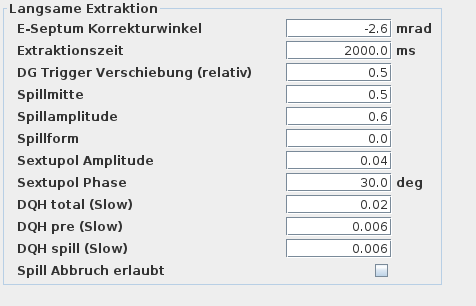 Langsame Extraktion
E-Septum Korrekturwinkel -2.6 mrad
Extraktionszeit 2000.0 ms
DG Trigger Verschiebung (relativ) 0.5
Spillmitte 0.5
Spillamplitude 0.6
Spillform 0.0
Sextupol Amplitude 0.04
Sextupol Phase 30.0 deg
DQH total (Slow) 0.02
DQH pre (Slow) 0.006
DQH spill (Slow) 0.006
Spill Abbruch erlaubt